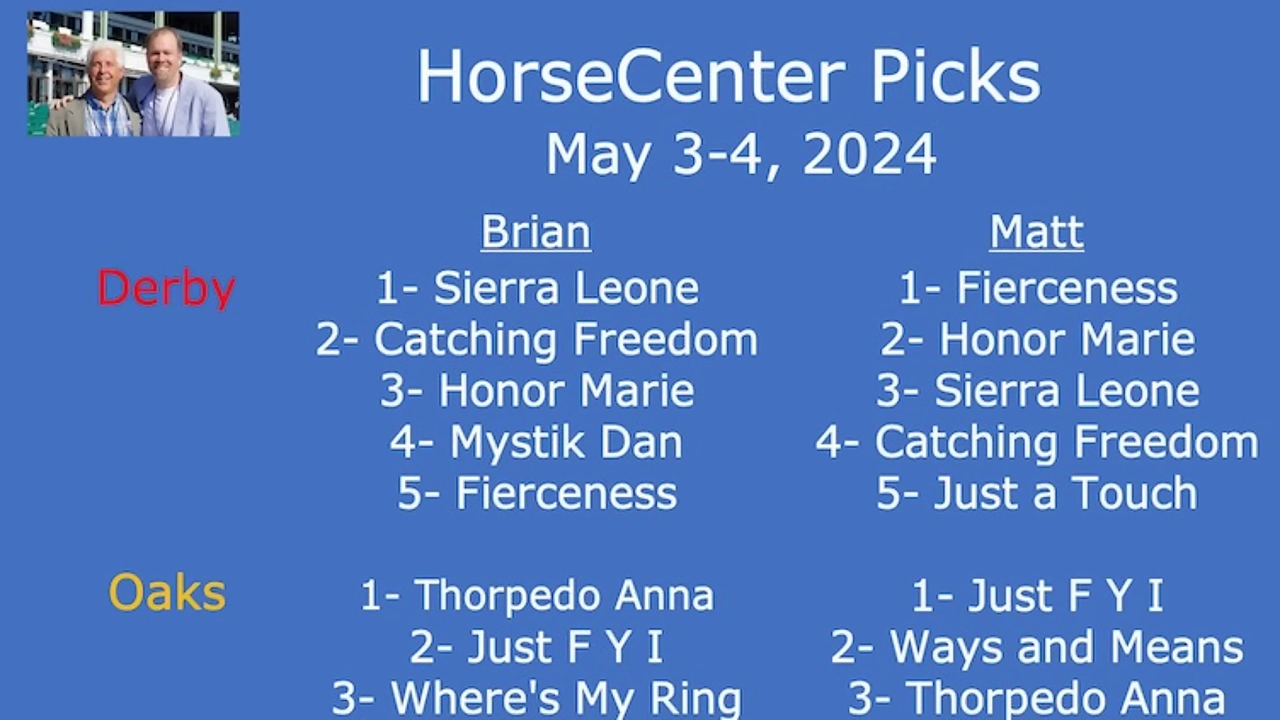 HorseCenter Picks
May 3-4, 2024
Brian Matt
Derby 1- Sierra Leone 1- Fierceness
2- Catching Freedom 2- Honor Marie
3- Honor Marie 3- Sierra Leone
4- Mystik Dan 4- Catching Freedom
5- Fierceness 5- Just a Touch
Oaks 1- Thorpedo Anna 1- Just F Y I
2- Just F Y I 2- Ways and Means
3- Where's My Ring 3- Thorpedo Anna